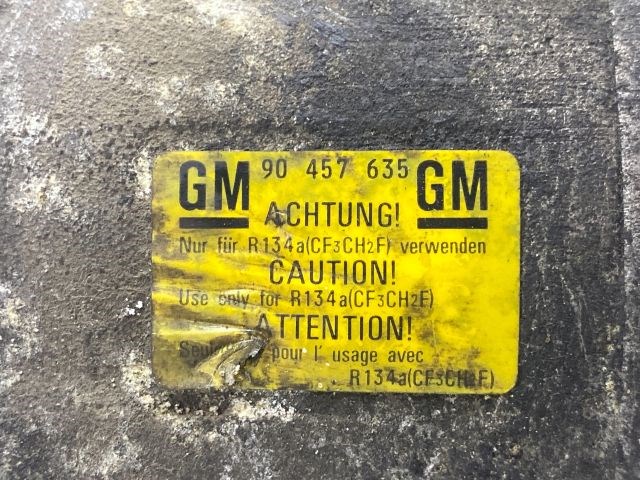 GM 90 457 635 GM
ACHTUNG!
Nur für R134a(CF3CH2F) verwenden
CAUTION!
Use only for R134a(CF3CH2F)
ATTENTION!
pour l' usage avec
R134a(CF3CH2F)